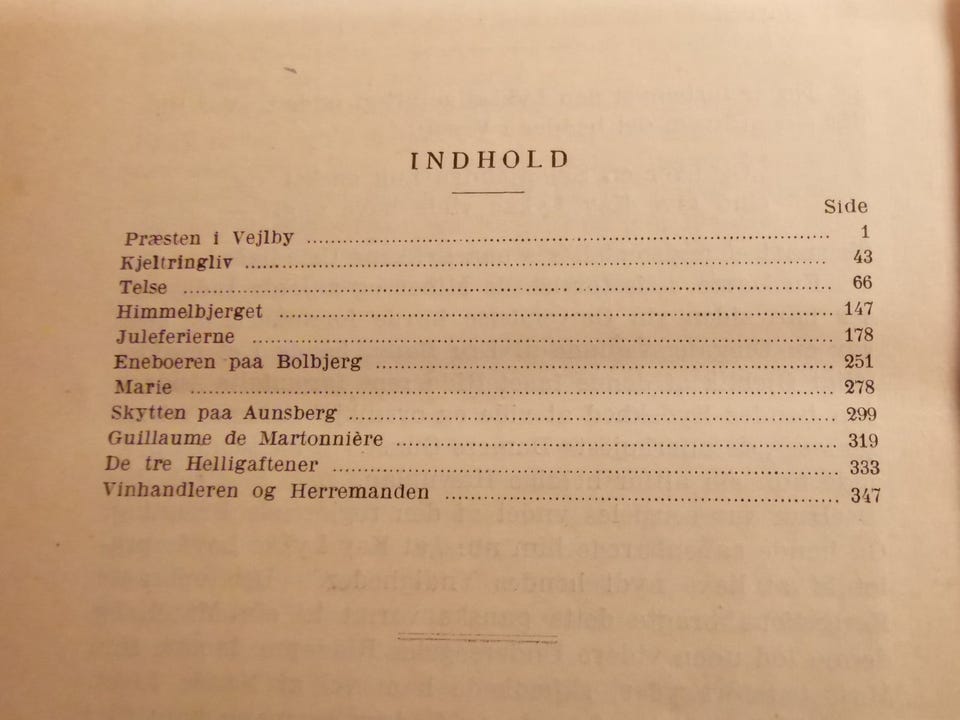 INDHOLD
Side
Præsten i Vejlby ........ 1
Kjeltringliv ........ 43
Telse ........ 66
Himmelbjerget ........ 147
Juleferierne ........ 178
Eneboeren paa Bolbjerg ........ 251
Marie ........ 278
Skytten paa Aunsberg ........ 299
Guillaume de Martonnière ........ 319
De tre Helligaftener ........ 333
Vinhandleren og Herremanden ........ 347